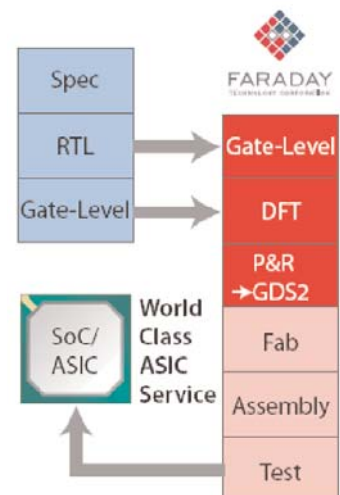 FARADAY
TECHNOLOGY CORPORATION
Spec
RTL
Gate-Level
Gate-Level
DFT
P&R
→GDS2
Fab
Assembly
Test
SoC/
ASIC
World
Class
ASIC
Service